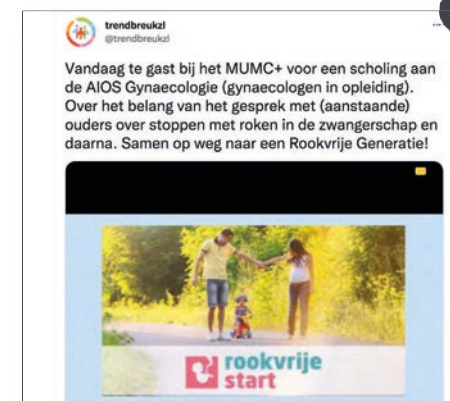 trendbreukzl
@trendbreukzl
Vandaag te gast bij het MUMC+ voor een scholing aan
de AIOS Gynaecologie (gynaecologen in opleiding).
Over het belang van het gesprek met (aanstaande)
ouders over stoppen met roken in de zwangerschap en
daarna. Samen op weg naar een Rookvrije Generatie!
rookvrije
start